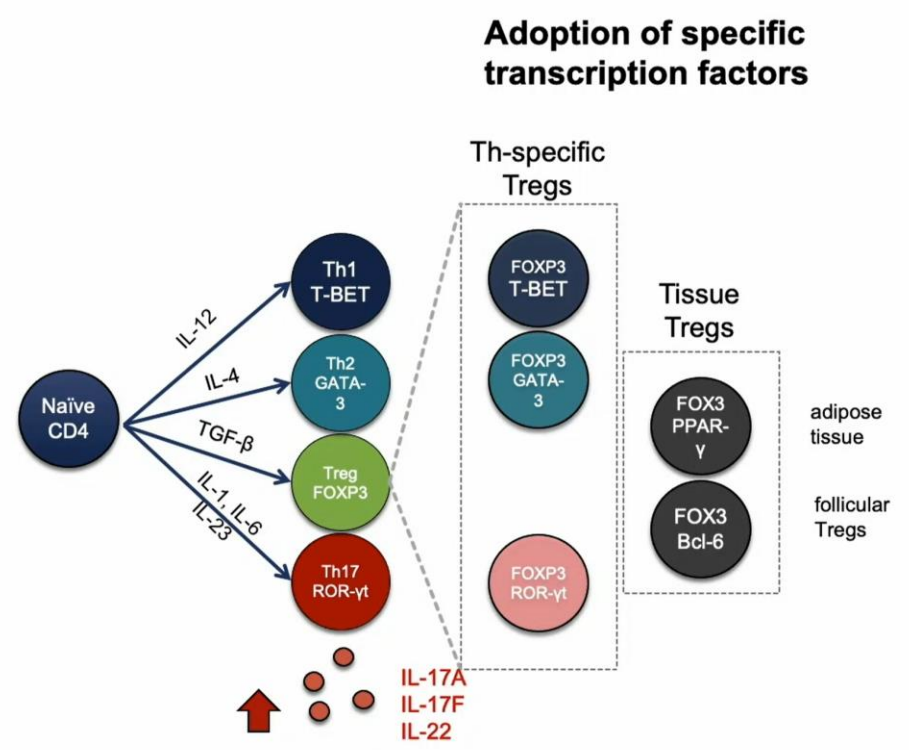 Adoption of specific
transcription factors
Th-specific
Tregs
Tissue
Tregs
Naïve
CD4
IL-12
IL-4
TGF-β
IL-1, IL-6
IL-23
Th1
T-BET
Th2
GATA-
3
Treg
FOXP3
Th17
ROR-γt
FOXP3
T-BET
FOXP3
GATA-
3
FOXP3
ROR-γt
FOX3
PPAR-
γ
adipose
tissue
FOX3
Bcl-6
follicular
Tregs
IL-17A
IL-17F
IL-22